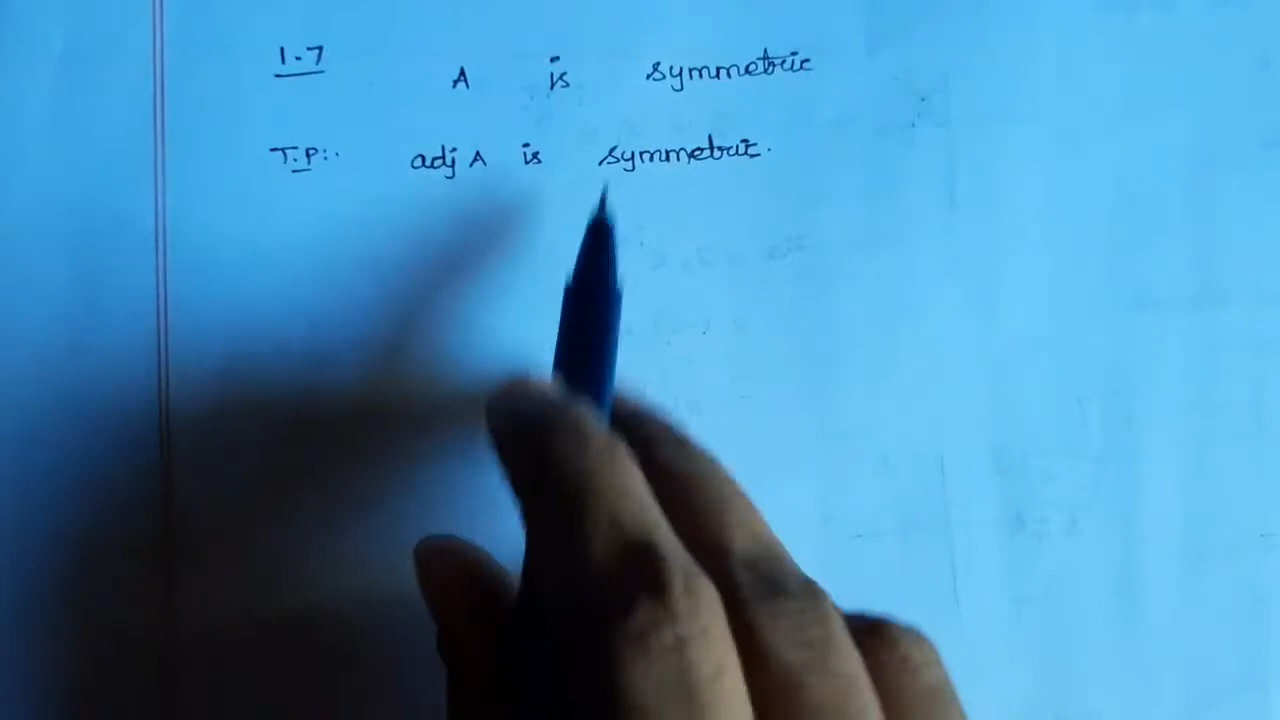 1.7 A is symmetric
T.P:. adj A is symmetric.